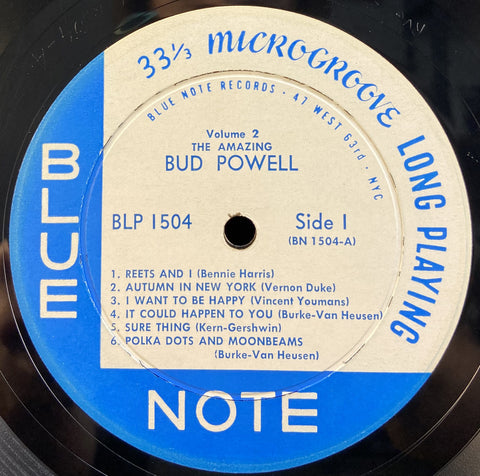 33⅓ MICROGROOVE LONG PLAYING
BLUE NOTE RECORDS • 47 WEST 63rd • NYC
Volume 2
THE AMAZING
BUD POWELL
BLP 1504 Side 1
(BN 1504-A)
1. REETS AND I (Bennie Harris)
2. AUTUMN IN NEW YORK (Vernon Duke)
3. I WANT TO BE HAPPY (Vincent Youmans)
4. IT COULD HAPPEN TO YOU (Burke-Van Heusen)
5. SURE THING (Kern-Gershwin)
6. POLKA DOTS AND MOONBEAMS
(Burke-Van Heusen)
BLUE
NOTE